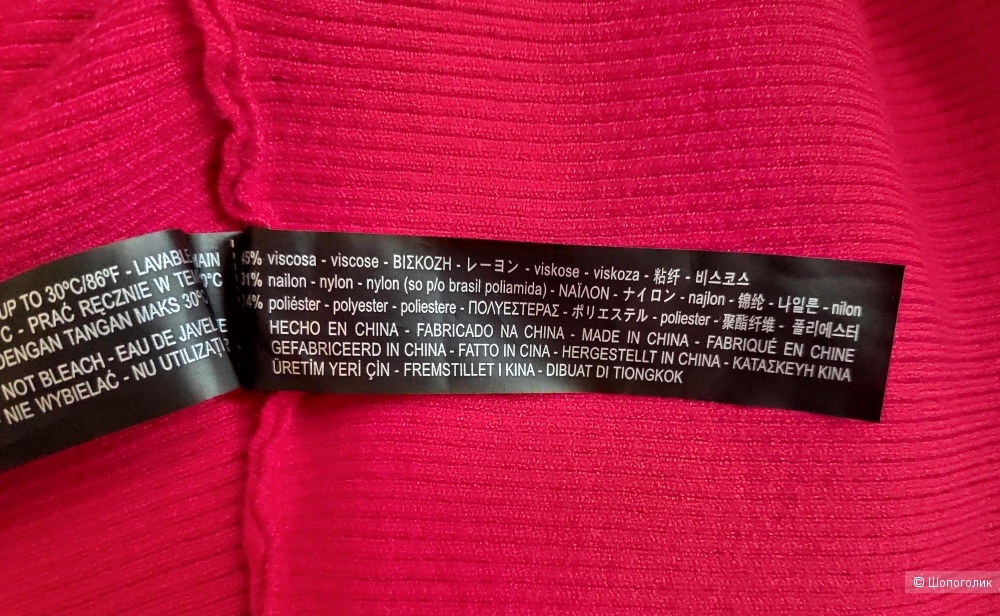 UP TO 30ºC/86ºF - LAVABLE MAIN
PRAĆ RĘCZNIE W
DENGAN TANGAN MAKS 30º
NOT BLEACH - EAU DE
NIE WYBIELAĆ - NU UTILIZAȚI
45% viscosa - viscose - ΒΙΣΚΟΖΗ - レーヨン - viskose - viskoza - 粘纤 - 비스코스
31% nailon - nylon - nylon (so p/o brasil poliamida) - ΝΑΪΛΟΝ - ナイロン - najlon - 锦纶 - 나일론 - nilon
24% poliéster - polyester - poliestere - ΠΟΛΥΕΣΤΕΡΑΣ - ポリエステル - poliester - 聚酯纤维 - 폴리에스터
HECHO EN CHINA - FABRICADO NA CHINA - MADE IN CHINA - FABRIQUÉ EN CHINE
GEFABRICEERD IN CHINA - FATTO IN CINA - HERGESTELLT IN CHINA - ΚΑΤΑΣΚΕΥΗ ΚΙΝΑ
ÜRETİM YERİ ÇİN - FREMSTILLET I KINA - DIBUAT DI TIONGKOK
© Шопоголик